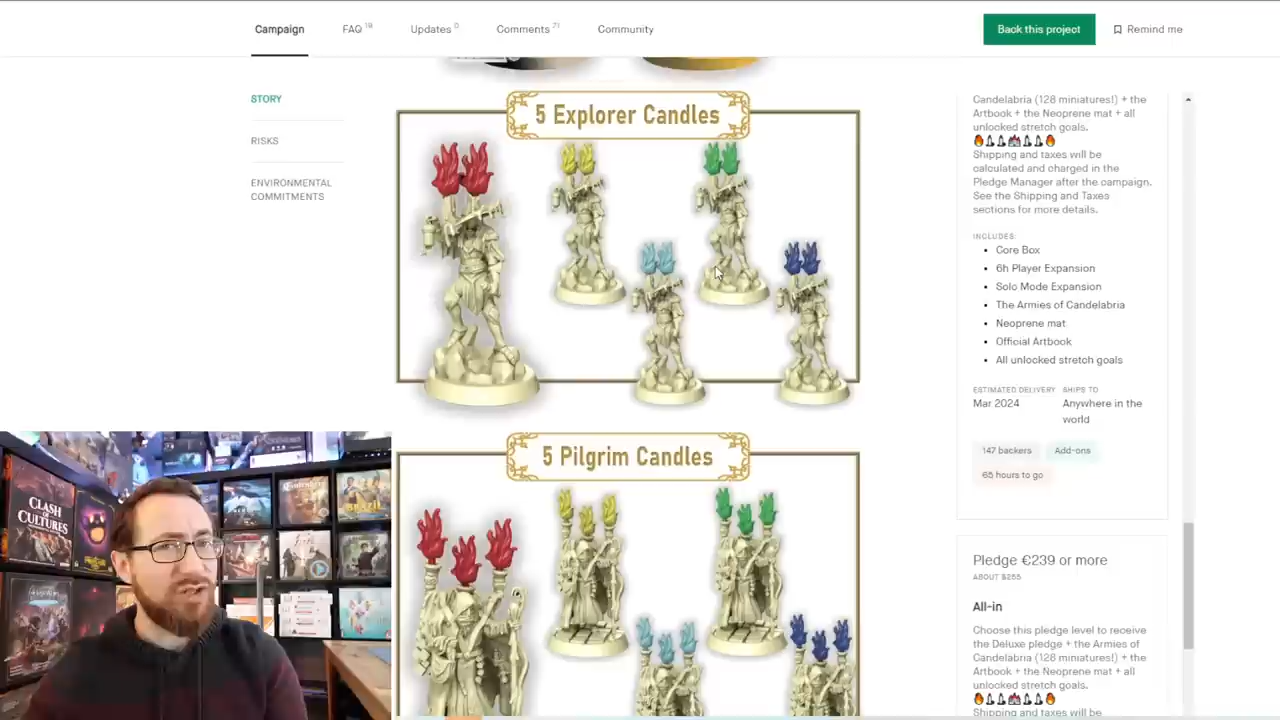 Campaign
FAQ 19
Updates 0
Comments 71
Community
Back this project
Remind me
STORY
RISKS
ENVIRONMENTAL
COMMITMENTS
5 Explorer Candles
5 Pilgrim Candles
Candelabria (128 miniatures!) + the
Artbook + the Neoprene mat + all
unlocked stretch goals.
Shipping and taxes will be
calculated and charged in the
Pledge Manager after the campaign.
See the Shipping and Taxes
sections for more details.
INCLUDES:
Core Box
6h Player Expansion
Solo Mode Expansion
The Armies of Candelabria
Neoprene mat
Official Artbook
All unlocked stretch goals
ESTIMATED DELIVERY
Mar 2024
SHIPS TO
Anywhere in the
world
147 backers
Add-ons
65 hours to go
Pledge €239 or more
ABOUT $255
All-in
Choose this pledge level to receive
the Deluxe pledge + the Armies of
Candelabria (128 miniatures!) + the
Artbook + the Neoprene mat + all
unlocked stretch goals.
Shipping and taxes will be
CLASH
OF
CULTURES
BRAZIL